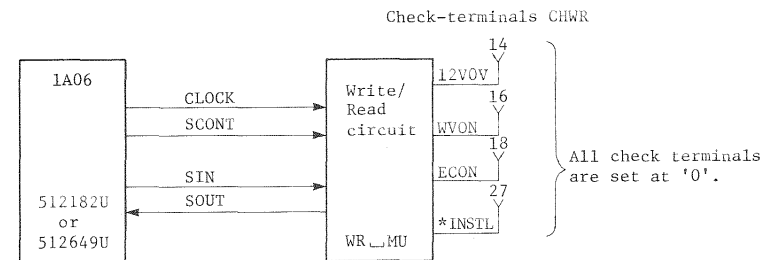 Check-terminals CHWR
14
1A06
12VOV
CLOCK
Write/
Read
circuit
16
SCONT
WVON
18
All check terminals
are set at '0'.
SIN
ECON
27
SOUT
512182U
or
512649U
*INSTL
WR␣MU